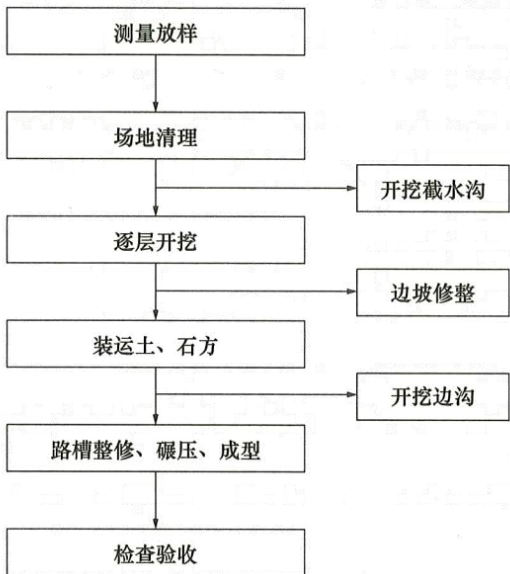 测量放样
场地清理
开挖截水沟
逐层开挖
边坡修整
装运土、石方
开挖边沟
路槽整修、碾压、成型
检查验收